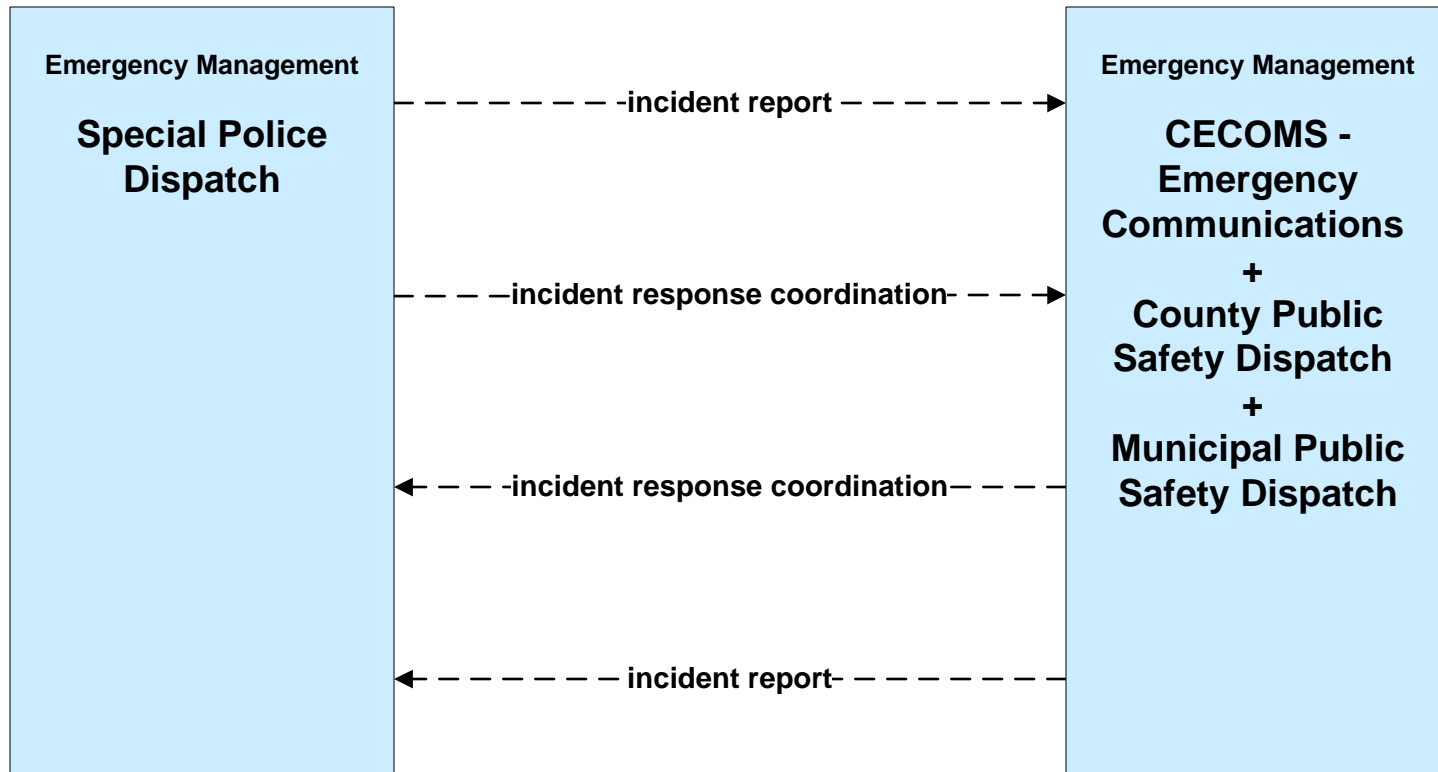 Emergency Management
Special Police
Dispatch
incident report
incident response coordination
incident response coordination
incident report
Emergency Management
CECOMS -
Emergency
Communications
+
County Public
Safety Dispatch
+
Municipal Public
Safety Dispatch